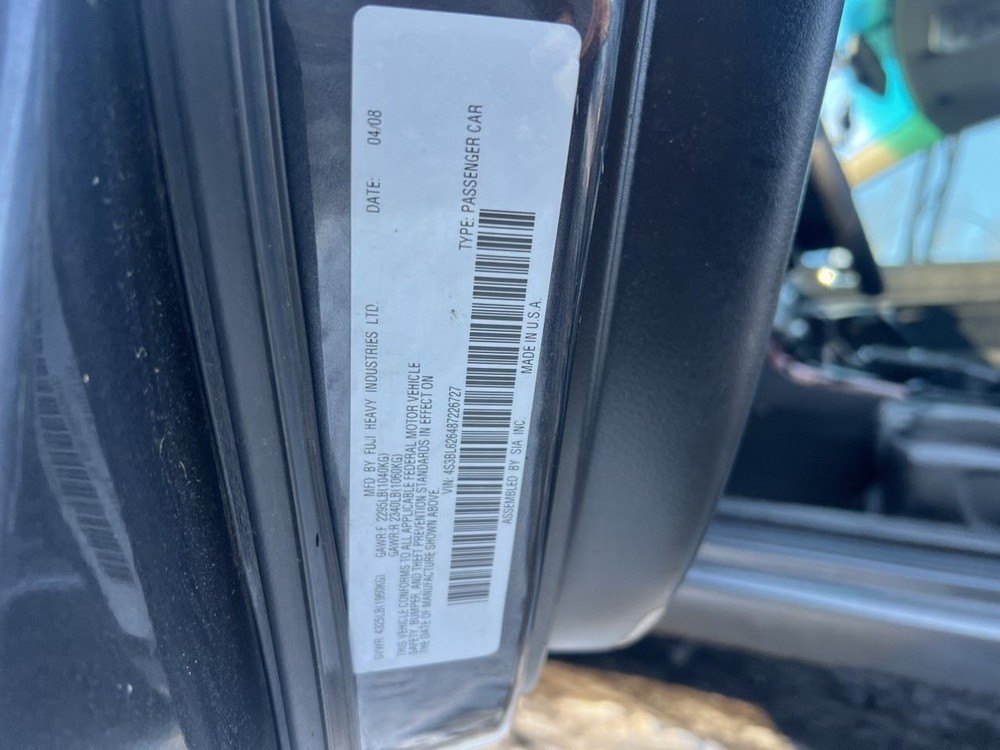 MFD BY FUJI HEAVY INDUSTRIES LTD. DATE: 04/08
GVWR: 4325LB(1960KG) GAWR:F 2295LB(1040KG)
GAWR:R 2340LB(1060KG)
THIS VEHICLE CONFORMS TO ALL APPLICABLE FEDERAL MOTOR VEHICLE
SAFETY, BUMPER, AND THEFT PREVENTION STANDARDS IN EFFECT ON
THE DATE OF MANUFACTURE SHOWN ABOVE.
VIN: 4S3BL626487226727 TYPE: PASSENGER CAR
ASSEMBLED BY SIA INC. MADE IN U.S.A.